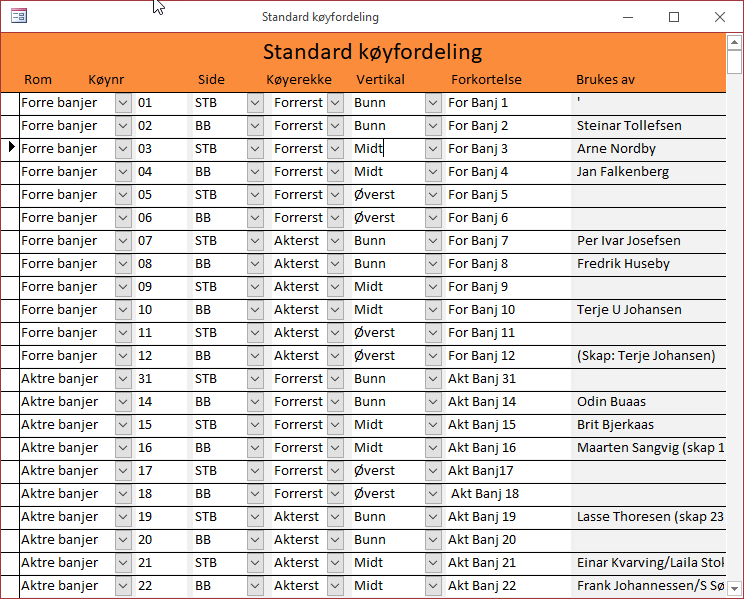 Standard køyfordeling
Standard køyfordeling
Rom Køynr Side Køyerekke Vertikal Forkortelse Brukes av
Forre banjer 01 STB Forrerst Bunn For Banj 1 '
Forre banjer 02 BB Forrerst Bunn For Banj 2 Steinar Tollefsen
Forre banjer 03 STB Forrerst Midt For Banj 3 Arne Nordby
Forre banjer 04 BB Forrerst Midt For Banj 4 Jan Falkenberg
Forre banjer 05 STB Forrerst Øverst For Banj 5
Forre banjer 06 BB Forrerst Øverst For Banj 6
Forre banjer 07 STB Akterst Bunn For Banj 7 Per Ivar Josefsen
Forre banjer 08 BB Akterst Bunn For Banj 8 Fredrik Huseby
Forre banjer 09 STB Akterst Midt For Banj 9
Forre banjer 10 BB Akterst Midt For Banj 10 Terje U Johansen
Forre banjer 11 STB Akterst Øverst For Banj 11
Forre banjer 12 BB Akterst Øverst For Banj 12 (Skap: Terje Johansen)
Aktre banjer 31 STB Forrerst Bunn Akt Banj 31
Aktre banjer 14 BB Forrerst Bunn Akt Banj 14 Odin Buaas
Aktre banjer 15 STB Forrerst Midt Akt Banj 15 Brit Bjerkaas
Aktre banjer 16 BB Forrerst Midt Akt Banj 16 Maarten Sangvig (skap 1
Aktre banjer 17 STB Forrerst Øverst Akt Banj17
Aktre banjer 18 BB Forrerst Øverst Akt Banj 18
Aktre banjer 19 STB Akterst Bunn Akt Banj 19 Lasse Thoresen (skap 23
Aktre banjer 20 BB Akterst Bunn Akt Banj 20
Aktre banjer 21 STB Akterst Midt Akt Banj 21 Einar Kvarving/Laila Stok
Aktre banjer 22 BB Akterst Midt Akt Banj 22 Frank Johannessen/S Sø